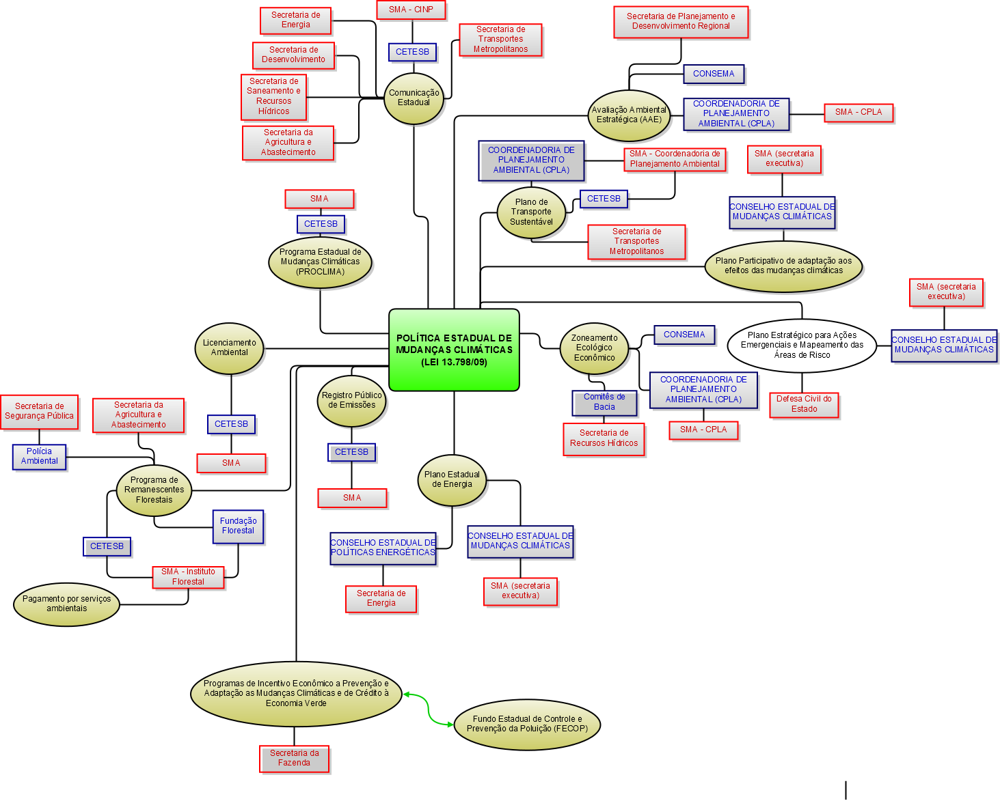 SMA - CINP
Secretaria de
Energia
Secretaria de
Transportes
Metropolitanos
CETESB
Secretaria de
Desenvolvimento
Secretaria de
Saneamento e
Recursos
Hídricos
Comunicação
Estadual
Secretaria da
Agricultura e
Abastecimento
Secretaria de Planejamento e
Desenvolvimento Regional
CONSEMA
Avaliação Ambiental
Estratégica (AAE)
COORDENADORIA DE
PLANEJAMENTO
AMBIENTAL (CPLA)
SMA - CPLA
COORDENADORIA DE
PLANEJAMENTO
AMBIENTAL (CPLA)
SMA - Coordenadoria de
Planejamento Ambiental
SMA (secretaria
executiva)
Plano de
Transporte
Sustentável
CETESB
CONSELHO ESTADUAL DE
MUDANÇAS CLIMÁTICAS
Secretaria de
Transportes
Metropolitanos
Plano Participativo de adaptação aos
efeitos das mudanças climáticas
SMA
CETESB
Programa Estadual de
Mudanças Climáticas
(PROCLIMA)
SMA (secretaria
executiva)
Licenciamento
Ambiental
POLÍTICA ESTADUAL DE
MUDANÇAS CLIMÁTICAS
(LEI 13.798/09)
Zoneamento
Ecológico
Econômico
CONSEMA
Plano Estratégico para Ações
Emergenciais e Mapeamento das
Áreas de Risco
CONSELHO ESTADUAL DE
MUDANÇAS CLIMÁTICAS
COORDENADORIA DE
PLANEJAMENTO
AMBIENTAL (CPLA)
Comitês de
Bacia
Defesa Civil do
Estado
Secretaria de
Recursos Hídricos
SMA - CPLA
Registro Público
de Emissões
CETESB
SMA
Secretaria de
Segurança Pública
Secretaria da
Agricultura e
Abastecimento
CETESB
SMA
Polícia
Ambiental
Programa de
Remanescentes
Florestais
Plano Estadual
de Energia
Fundação
Florestal
CETESB
SMA - Instituto
Florestal
CONSELHO ESTADUAL DE
POLÍTICAS ENERGÉTICAS
CONSELHO ESTADUAL DE
MUDANÇAS CLIMÁTICAS
Secretaria de
Energia
SMA (secretaria
executiva)
Pagamento por serviços
ambientais
Programas de Incentivo Econômico a Prevenção e
Adaptação as Mudanças Climáticas e de Crédito à
Economia Verde
Fundo Estadual de Controle e
Prevenção da Poluição (FECOP)
Secretaria da
Fazenda